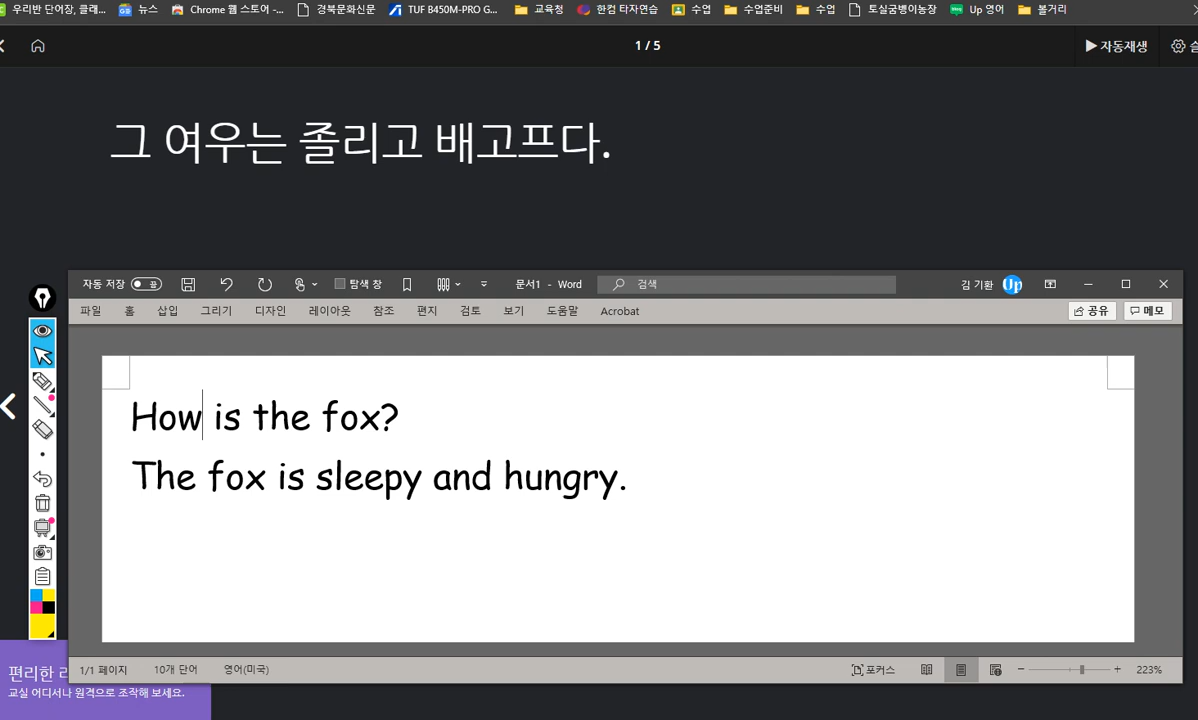 우리반 단어장, 클레... 뉴스 Chrome 웹 스토어 -... 경북문화신문 TUF B450M-PRO G... 교육청 한컴 타자연습 수업 수업준비 수업 토실굼벵이농장 Up 영어 볼거리
1 / 5 자동재생
그 여우는 졸리고 배고프다.
자동 저장 끔 탐색 창 문서1 - Word 검색 김 기환 Up
파일 홈 삽입 그리기 디자인 레이아웃 참조 편지 검토 보기 도움말 Acrobat 공유 메모
How is the fox?
The fox is sleepy and hungry.
1/1 페이지 10개 단어 영어(미국) 포커스 223%
편리한
교실 어디서나 원격으로 조작해 보세요.